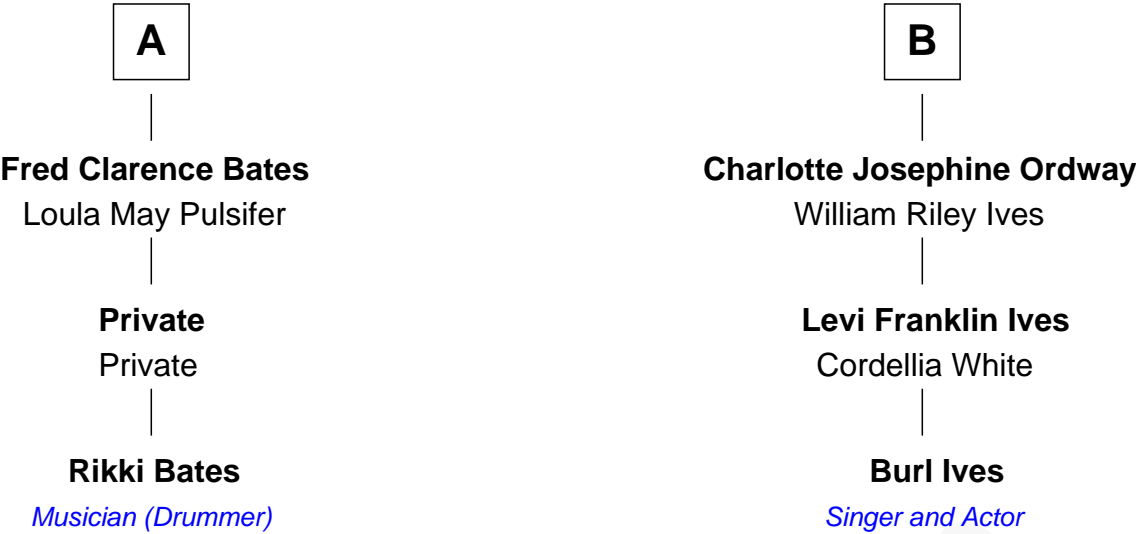 A
B
Fred Clarence Bates
Charlotte Josephine Ordway
Loula May Pulsifer
William Riley Ives
Private
Levi Franklin Ives
Private
Cordellia White
Rikki Bates
Burl Ives
Musician (Drummer)
Singer and Actor